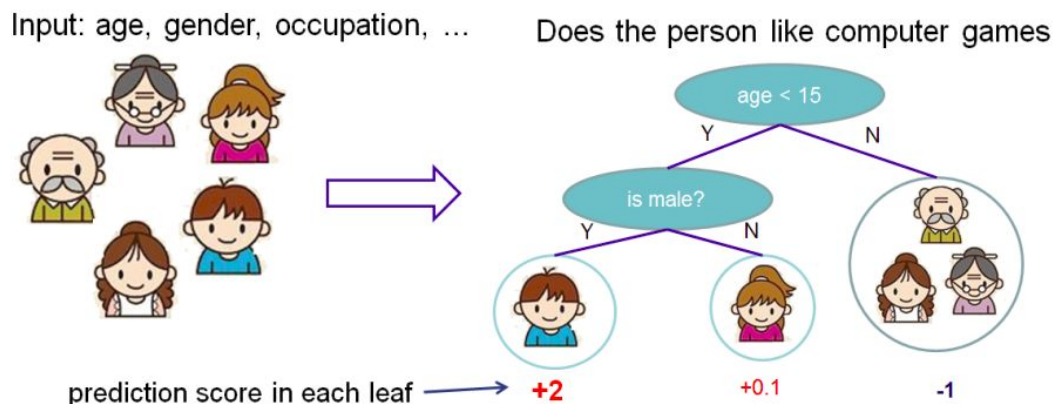 Input: age, gender, occupation, ...
Does the person like computer games
age < 15
Y
N
is male?
Y
N
prediction score in each leaf
+2
+0.1
-1